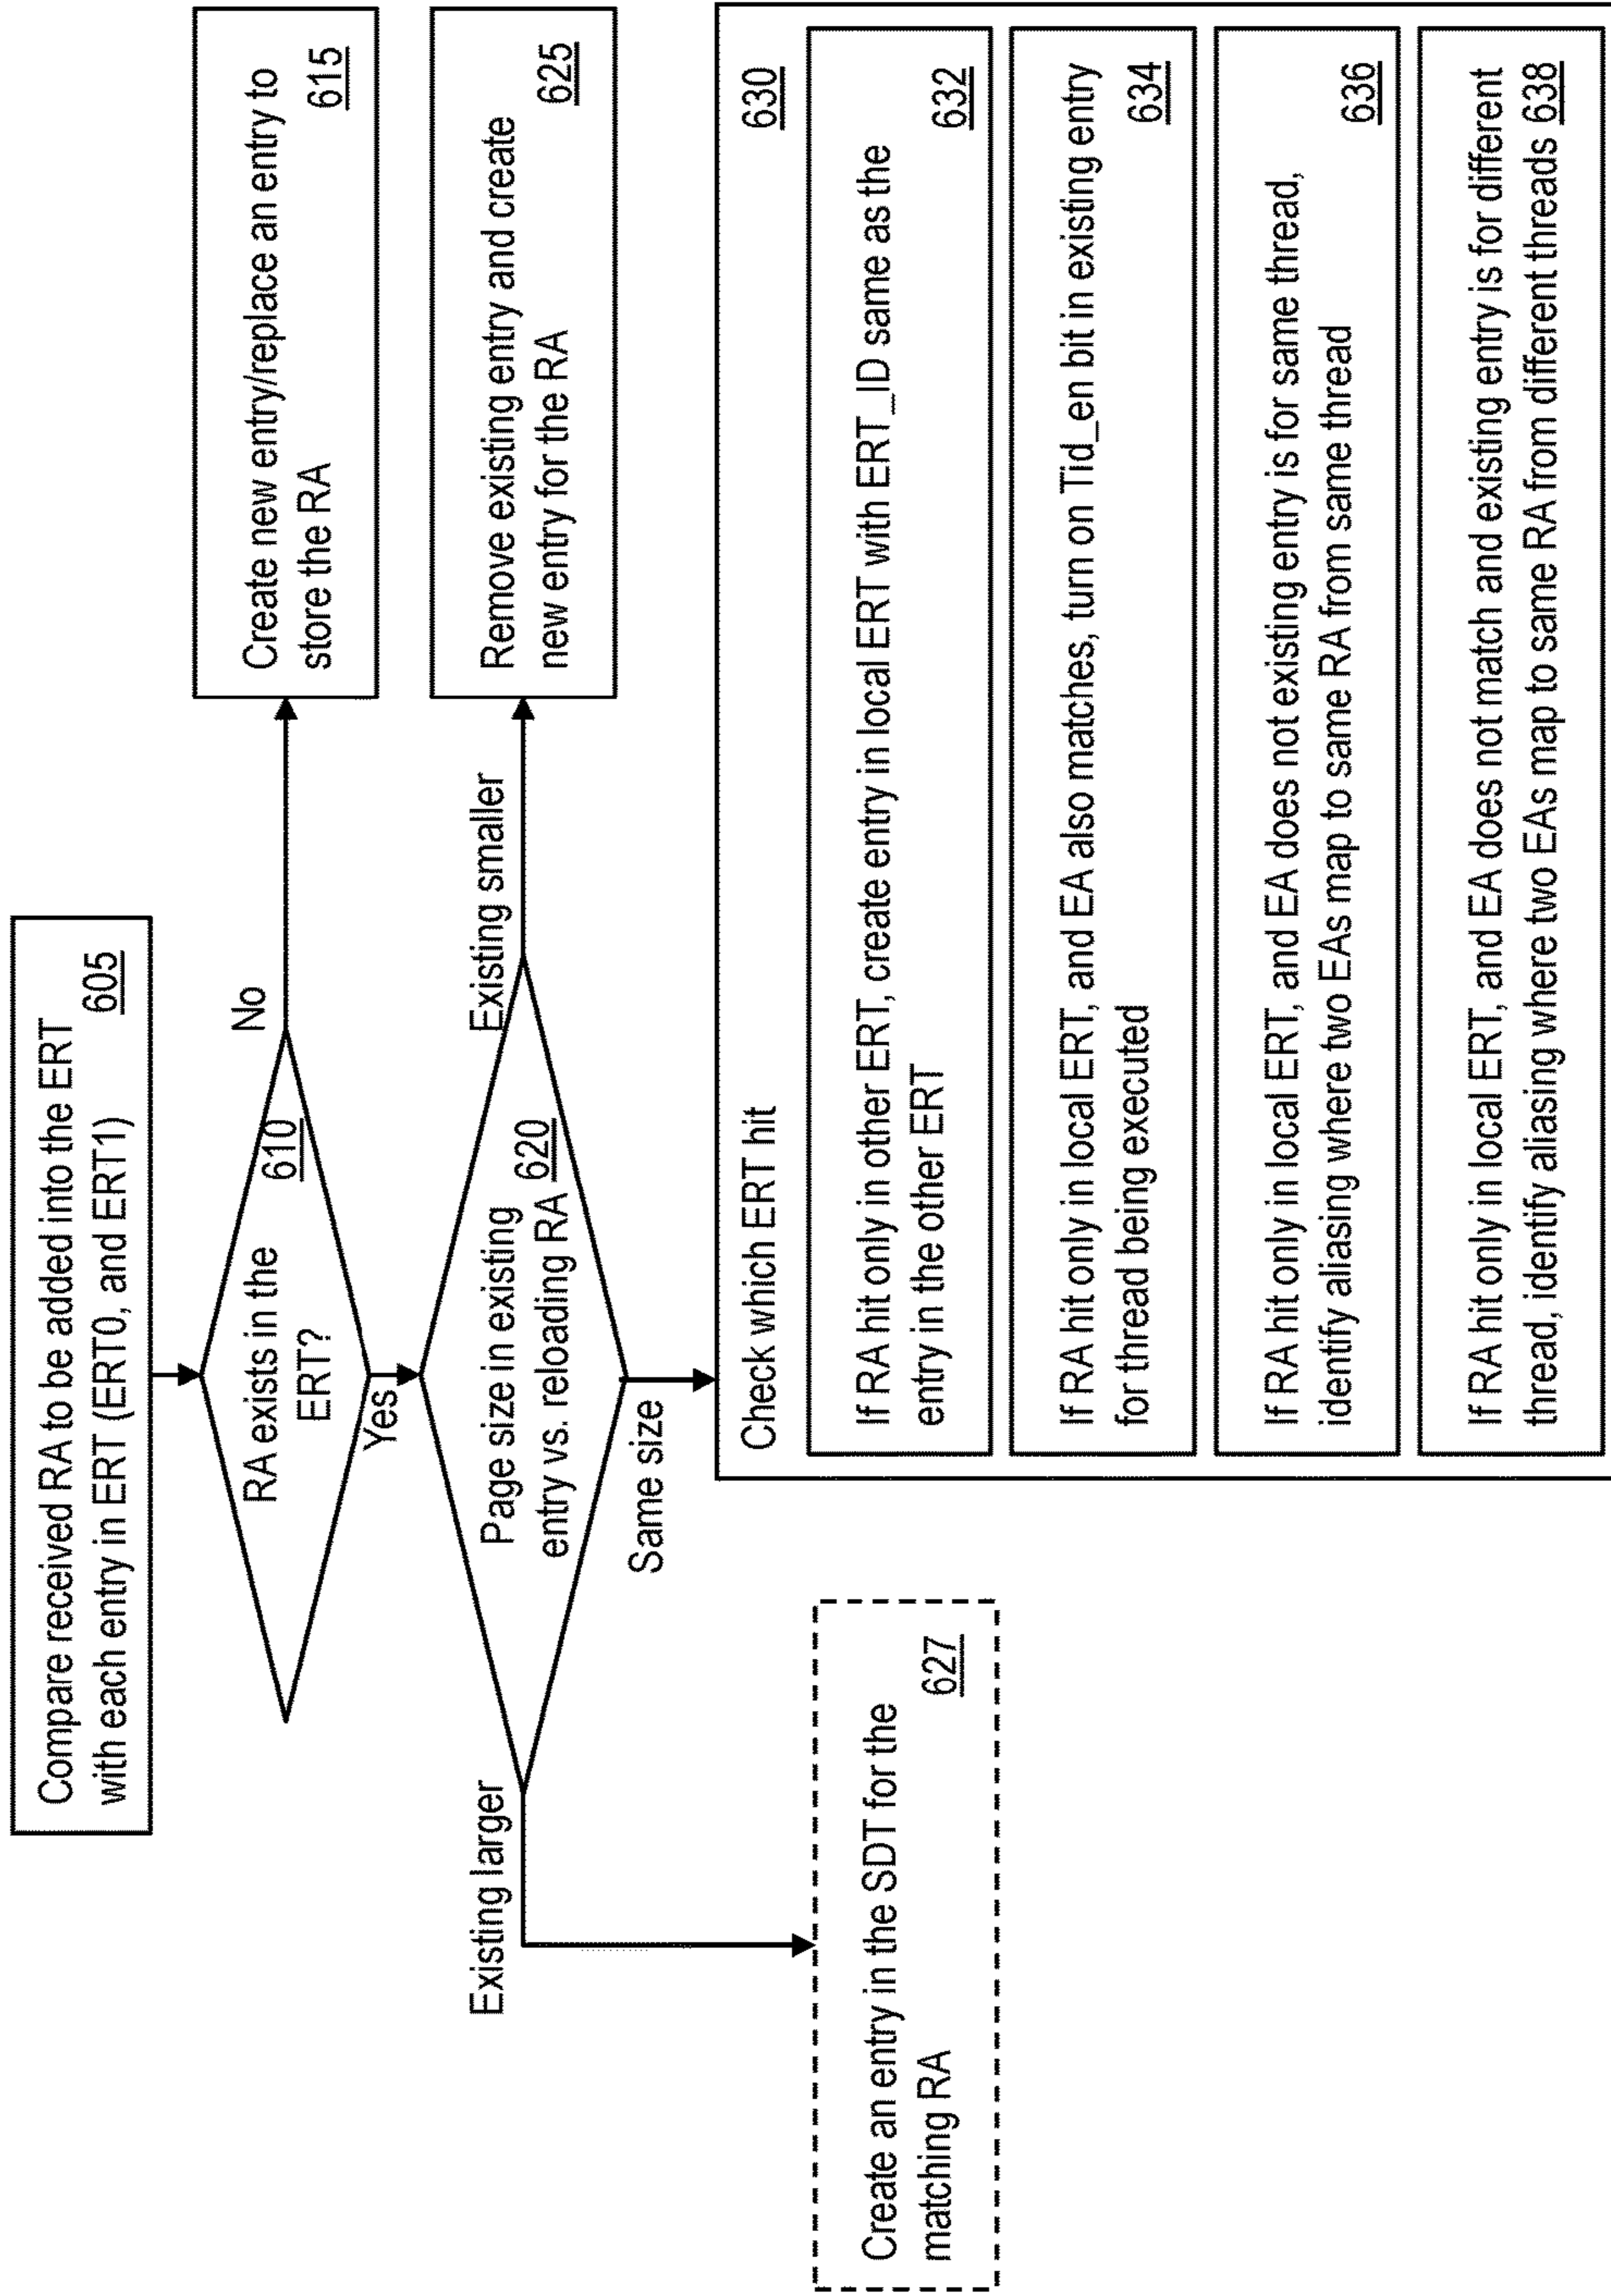 Compare received RA to be added into the ERT
with each entry in ERT (ERT0, and ERT1) 605
RA exists in the
ERT?
610
No
Create new entry/replace an entry to
store the RA 615
Yes
Page size in existing
entry vs. reloading RA 620
Existing smaller
Remove existing entry and create
new entry for the RA 625
Existing larger
Create an entry in the SDT for the
matching RA 627
Same size
Check which ERT hit 630
If RA hit only in other ERT, create entry in local ERT with ERT_ID same as the
entry in the other ERT 632
If RA hit only in local ERT, and EA also matches, turn on Tid_en bit in existing entry
for thread being executed 634
If RA hit only in local ERT, and EA does not existing entry is for same thread,
identify aliasing where two EAs map to same RA from same thread 636
If RA hit only in local ERT, and EA does not match and existing entry is for different
thread, identify aliasing where two EAs map to same RA from different threads 638